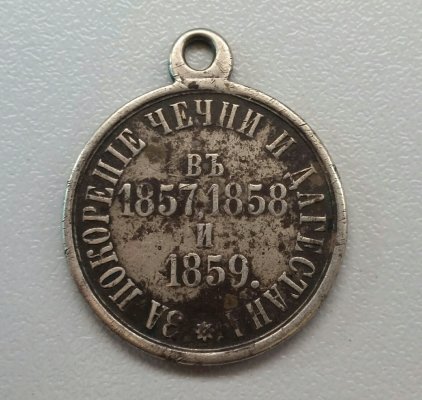 ЗА ПОКОРЕНІЕ ЧЕЧНИ И ДАГЕСТАНА
ВЪ
1857, 1858
И
1859.